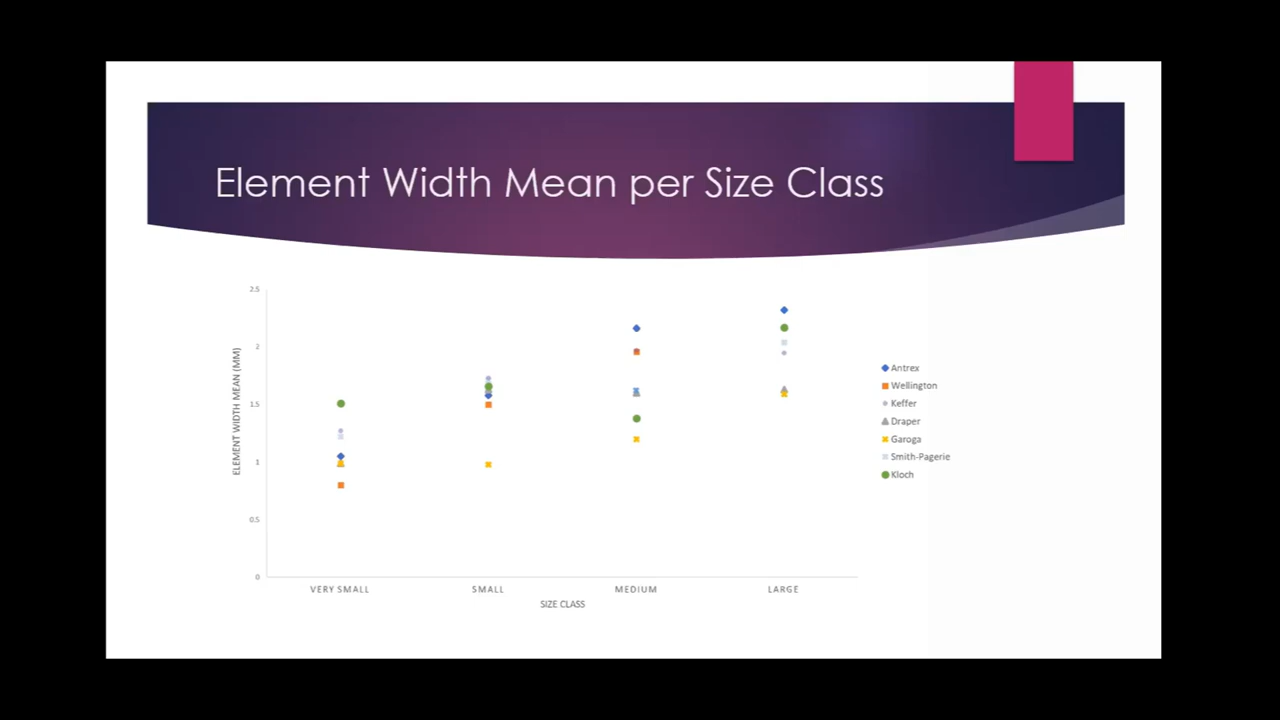 Element Width Mean per Size Class
2.5
2
1.5
1
0.5
0
ELEMENT WIDTH MEAN (MM)
VERY SMALL
SMALL
MEDIUM
LARGE
SIZE CLASS
Antrex
Wellington
Keffer
Draper
Garoga
Smith-Pagerie
Kloch